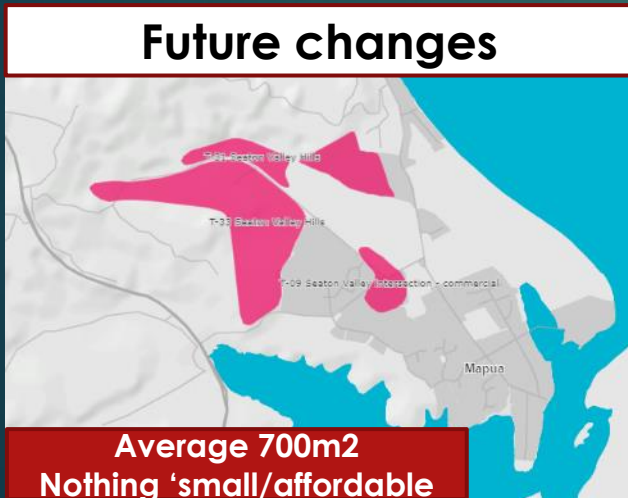 Future changes
T-31 Seaton Valley Hills
T-33 Seaton Valley Hills
T-09 Seaton Valley Intersection - commercial
Mapua
Average 700m2
Nothing ‘small/affordable